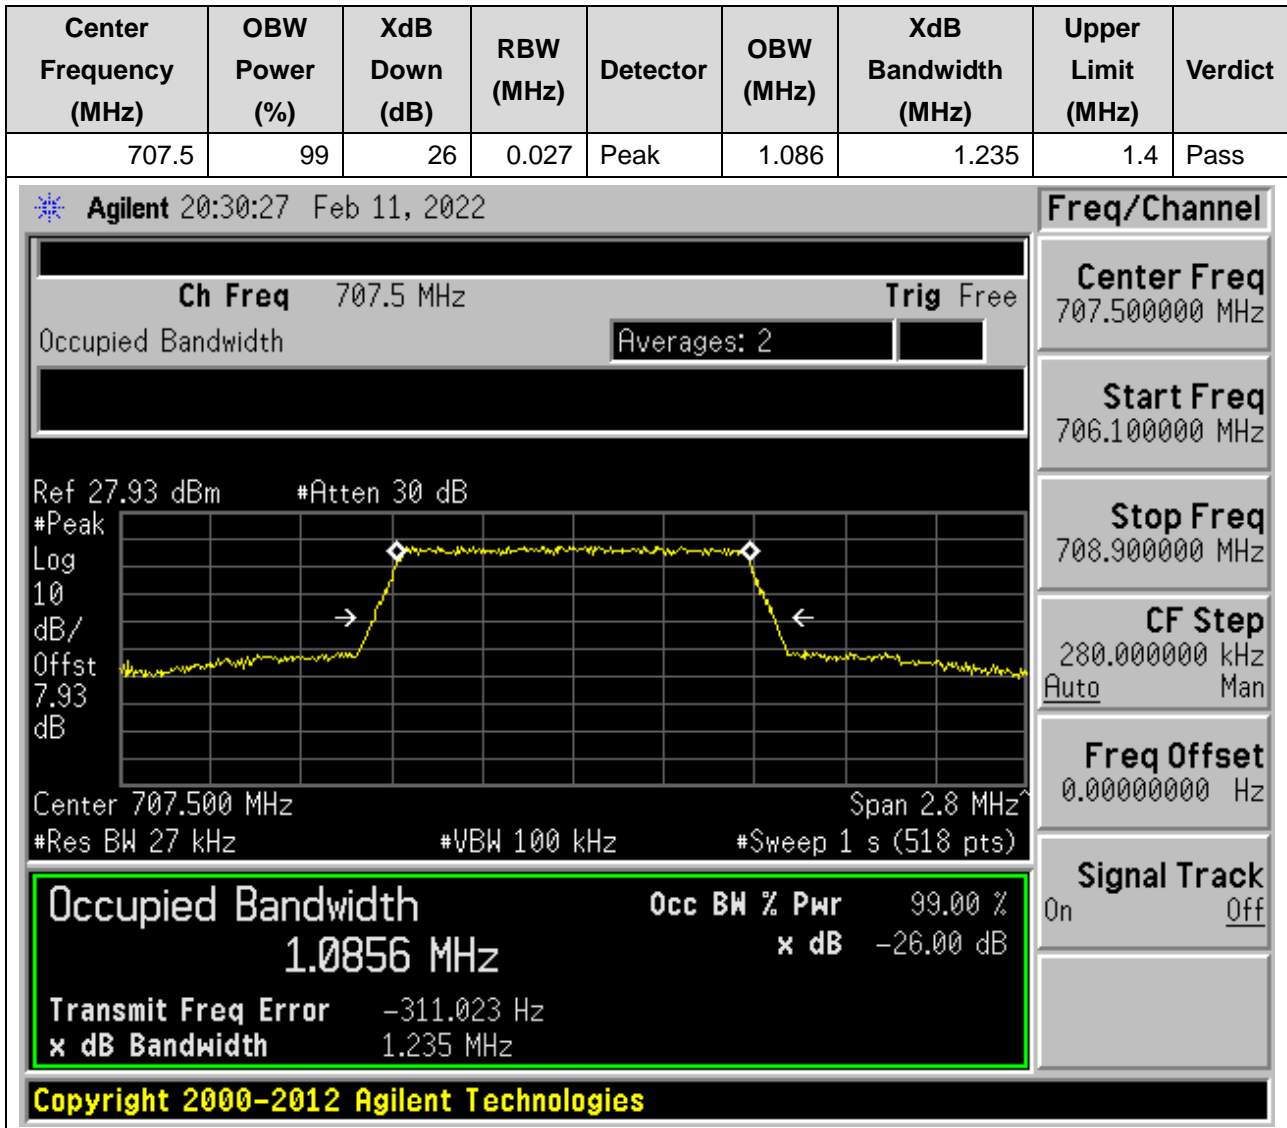 Center Frequency (MHz) OBW Power (%) XdB Down (dB) RBW (MHz) Detector OBW (MHz) XdB Bandwidth (MHz) Upper Limit (MHz) Verdict
707.5 99 26 0.027 Peak 1.086 1.235 1.4 Pass
Agilent 20:30:27 Feb 11, 2022
Freq/Channel
Ch Freq 707.5 MHz Trig Free
Occupied Bandwidth Averages: 2
Center Freq
707.500000 MHz
Start Freq
706.100000 MHz
Stop Freq
708.900000 MHz
CF Step
280.000000 kHz
Auto Man
Freq Offset
0.00000000 Hz
Signal Track
On Off
Ref 27.93 dBm #Atten 30 dB
#Peak
Log
10
dB/
Offst
7.93
dB
Center 707.500 MHz Span 2.8 MHz^
#Res BW 27 kHz #VBW 100 kHz #Sweep 1 s (518 pts)
Occupied Bandwidth Occ BW % Pwr 99.00 %
1.0856 MHz x dB -26.00 dB
Transmit Freq Error -311.023 Hz
x dB Bandwidth 1.235 MHz
Copyright 2000-2012 Agilent Technologies